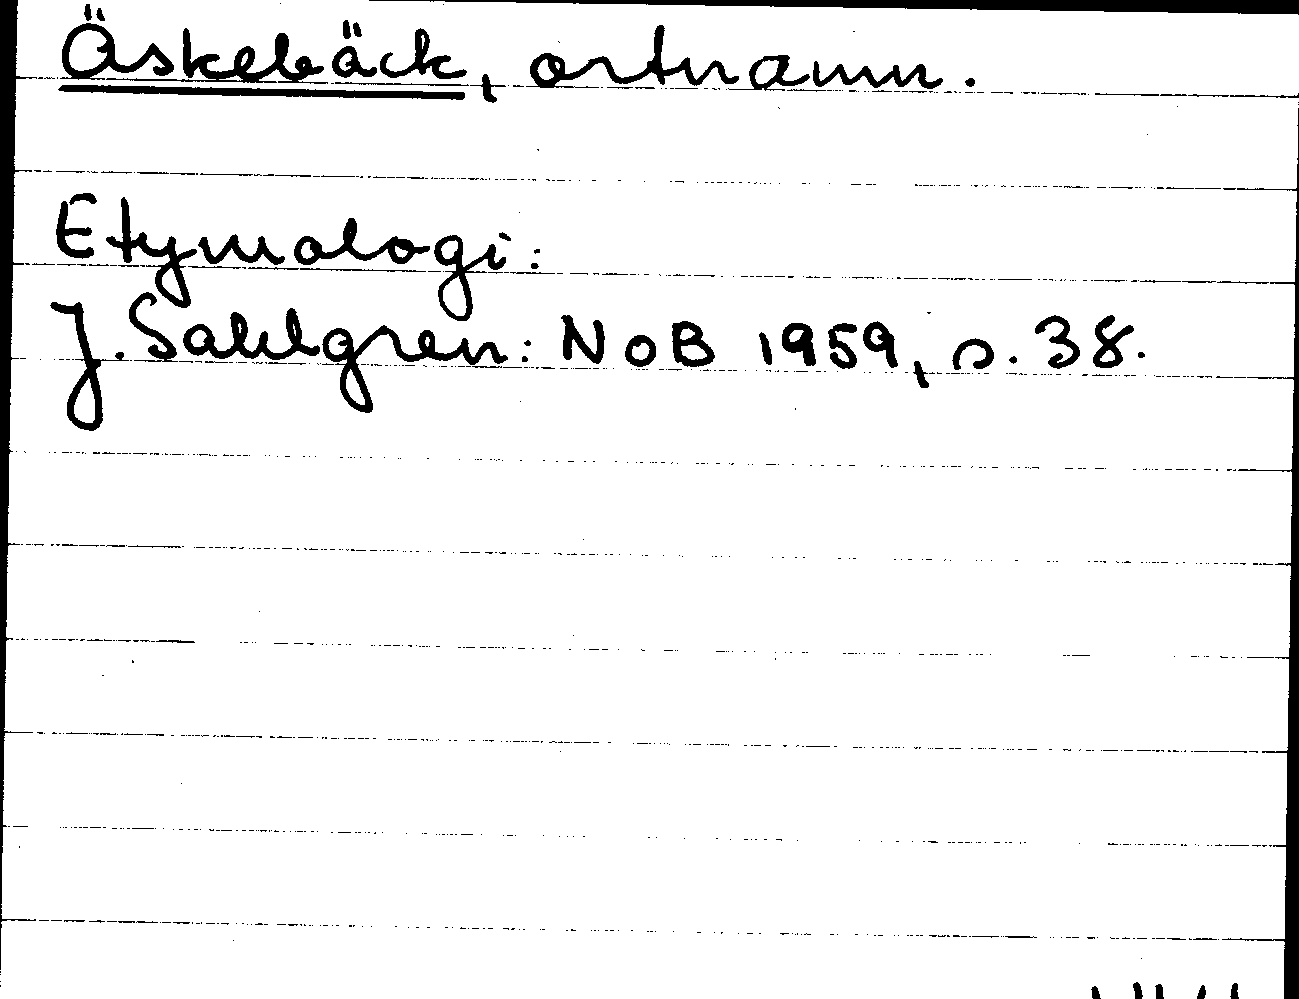 Äskebäck, ortnamn.
Etymologi:
J. Sahlgren: NoB 1959, s. 38.